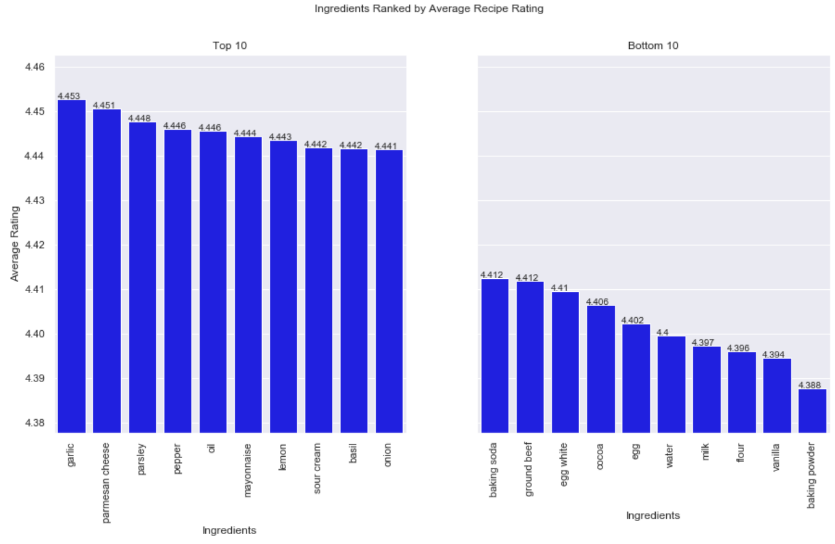 Ingredients Ranked by Average Recipe Rating
Top 10
Bottom 10
Average Rating
4.46
4.45
4.44
4.43
4.42
4.41
4.40
4.39
4.38
4.453
4.451
4.448
4.446
4.446
4.444
4.443
4.442
4.442
4.441
garlic
parmesan cheese
parsley
pepper
oil
mayonnaise
lemon
sour cream
basil
onion
Ingredients
4.412
4.412
4.41
4.406
4.402
4.4
4.397
4.396
4.394
4.388
baking soda
ground beef
egg white
cocoa
egg
water
milk
flour
vanilla
baking powder
Ingredients